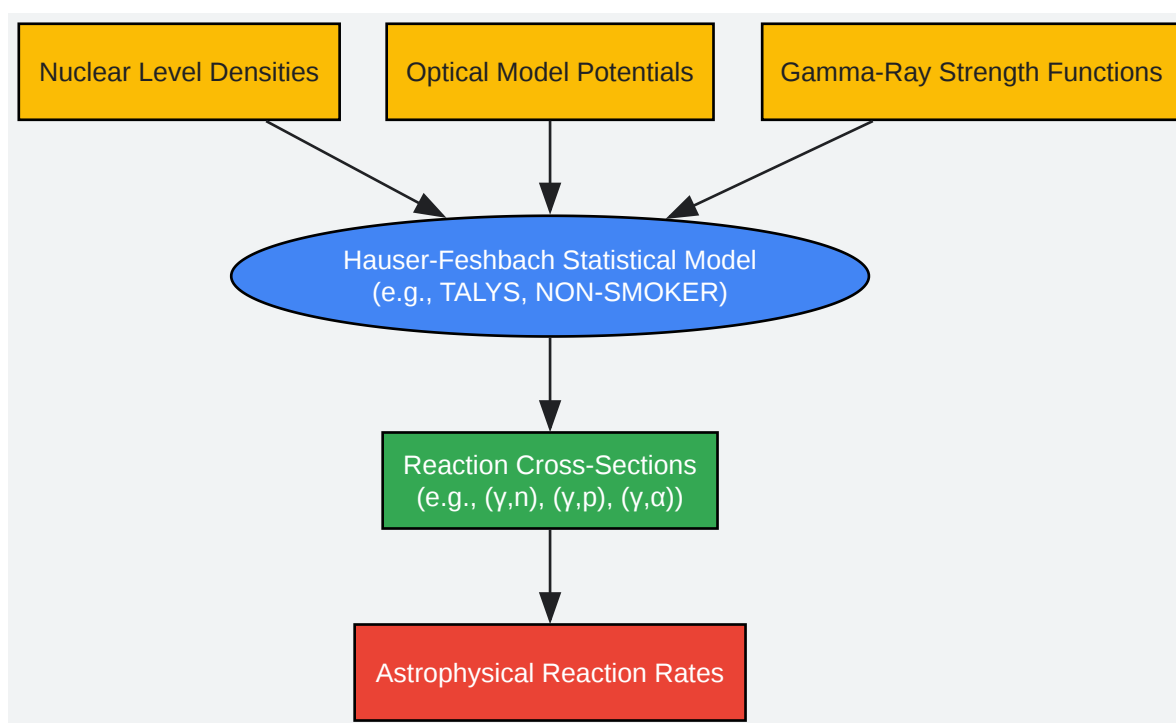 Nuclear Level Densities
Optical Model Potentials
Gamma-Ray Strength Functions
Hauser-Feshbach Statistical Model
(e.g., TALYS, NON-SMOKER)
Reaction Cross-Sections
(e.g., (γ,n), (γ,p), (γ,α))
Astrophysical Reaction Rates